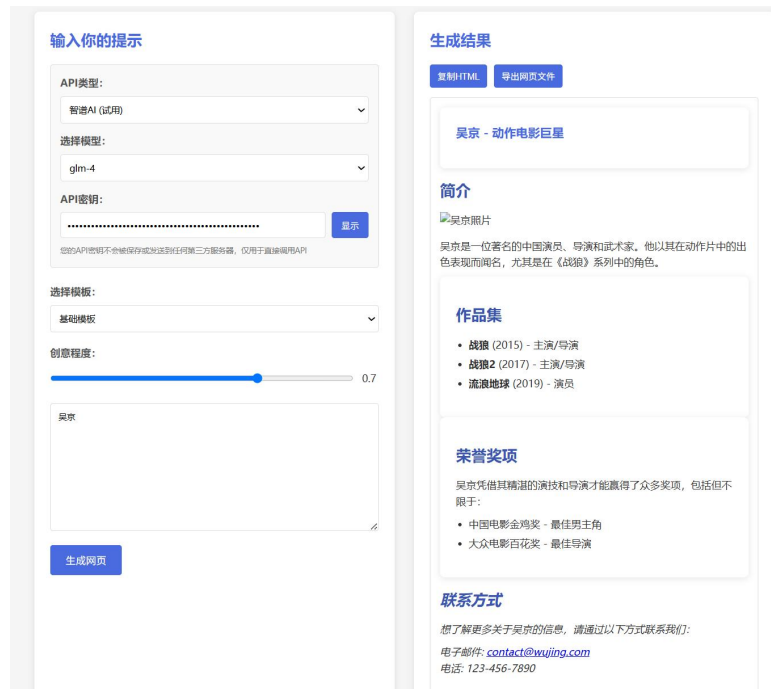 输入你的提示
API类型：
智谱AI (试用)
选择模型：
glm-4
API密钥：
••••••••••••••••••••••••••••••••••••••••••••••••
显示
您的API密钥不会被保存或发送到任何第三方服务器，仅用于直接调用API
选择模板：
基础模板
创意程度：
0.7
吴京
生成网页
生成结果
复制HTML
导出网页文件
吴京 - 动作电影巨星
简介
吴京照片
吴京是一位著名的中国演员、导演和武术家。他以其在动作片中的出
色表现而闻名，尤其是在《战狼》系列中的角色。
作品集
• 战狼 (2015) - 主演/导演
• 战狼2 (2017) - 主演/导演
• 流浪地球 (2019) - 演员
荣誉奖项
吴京凭借其精湛的演技和导演才能赢得了众多奖项，包括但不
限于：
• 中国电影金鸡奖 - 最佳男主角
• 大众电影百花奖 - 最佳导演
联系方式
想了解更多关于吴京的信息，请通过以下方式联系我们：
电子邮件: contact@wujing.com
电话: 123-456-7890